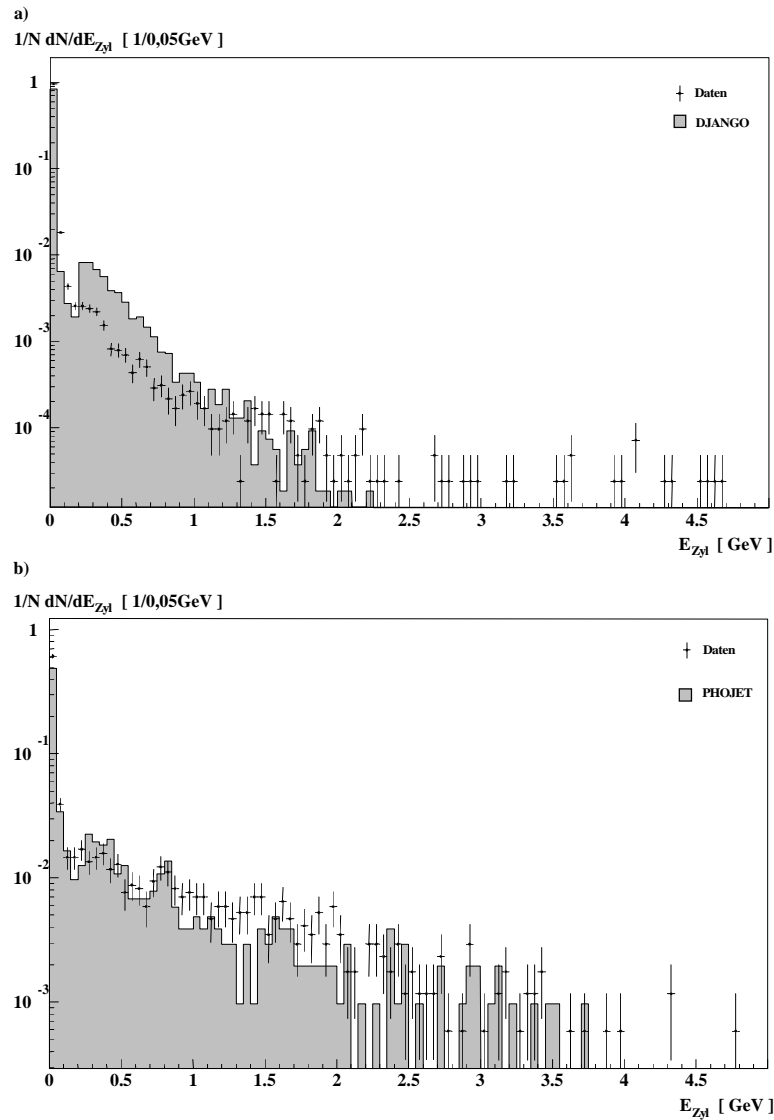 a)
1/N dN/dE_Zyl [ 1/0,05GeV ]
1
Daten
DJANGO
10^-1
10^-2
10^-3
10^-4
0 0.5 1 1.5 2 2.5 3 3.5 4 4.5 5
E_Zyl [ GeV ]
b)
1/N dN/dE_Zyl [ 1/0,05GeV ]
1
Daten
PHOJET
10^-1
10^-2
10^-3
0 0.5 1 1.5 2 2.5 3 3.5 4 4.5 5
E_Zyl [ GeV ]